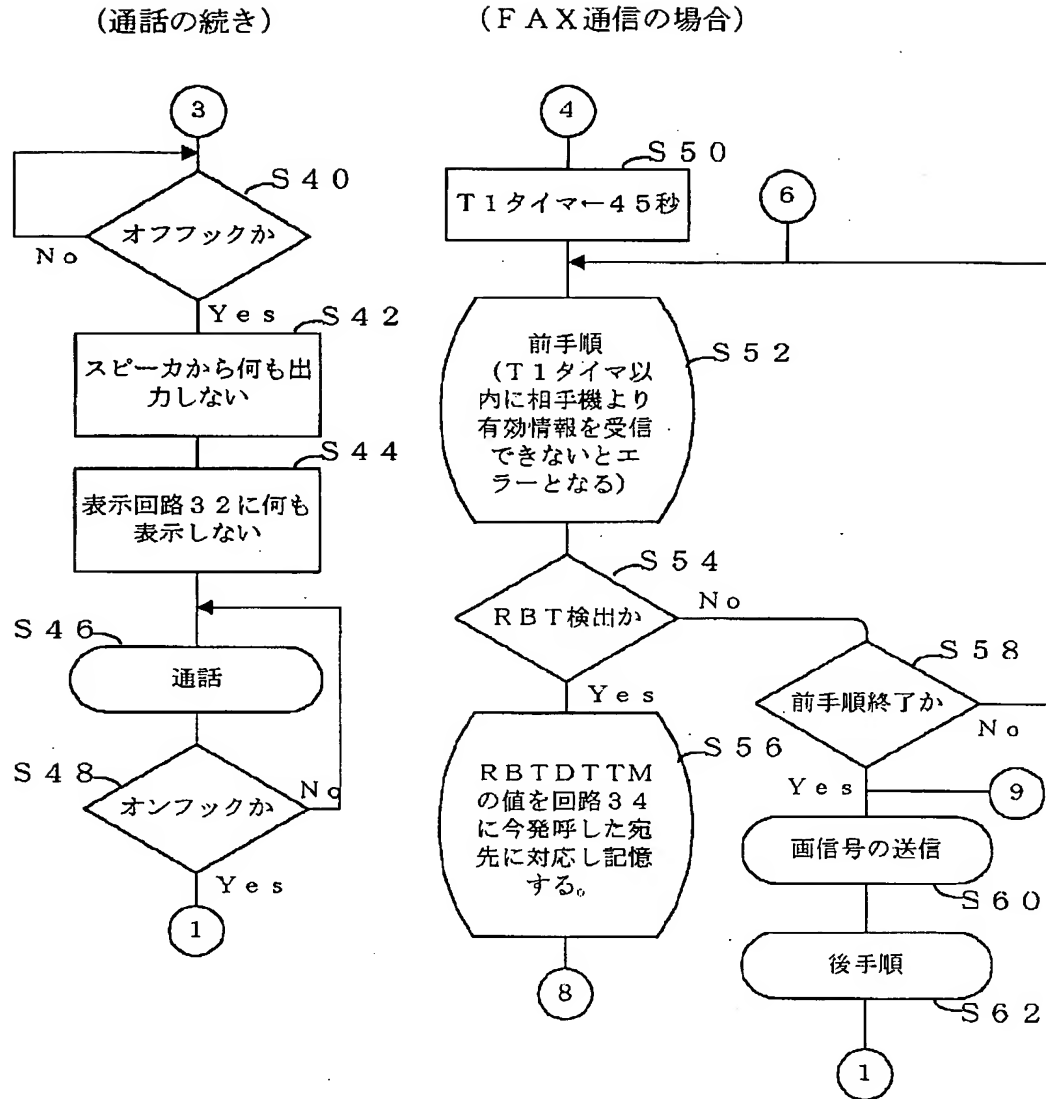 (通話の続き)
3
S40
オフフックか
No
Yes
S42
スピーカから何も出
力しない
S44
表示回路32に何も
表示しない
S46
通話
S48
オンフックか
No
Yes
1
(FAX通信の場合)
4
S50
T1タイマ←45秒
6
前手順
(T1タイマ以
内に相手機より
有効情報を受信
できないとエ
ラーとなる)
S52
S54
RBT検出か
No
Yes
S56
RBTDTTM
の値を回路34
に今発呼した宛
先に対応し記憶
する。
8
S58
前手順終了か
No
Yes
9
画信号の送信
S60
後手順
S62
1